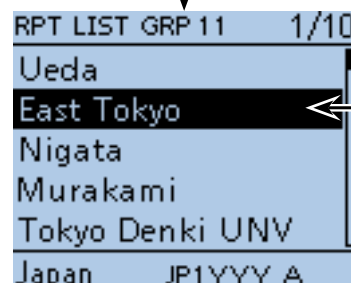 RPT LIST GRP 11 1/10
Ueda
East Tokyo
Nigata
Murakami
Tokyo Denki UNV
Japan JP1YYY A